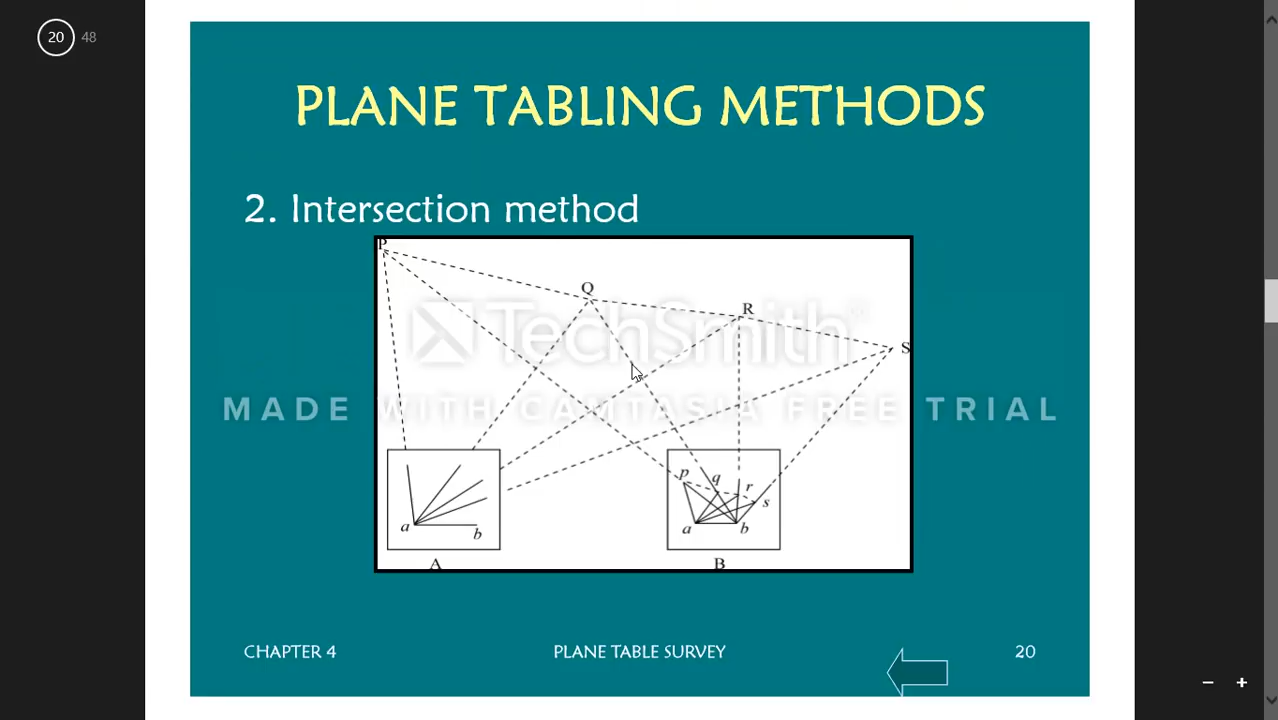 20 48
PLANE TABLING METHODS
2. Intersection method
P
Q
R
S
TechSmith
MADE WITH CAMTASIA FREE TRIAL
p q r s
a b a b
A B
CHAPTER 4 PLANE TABLE SURVEY 20